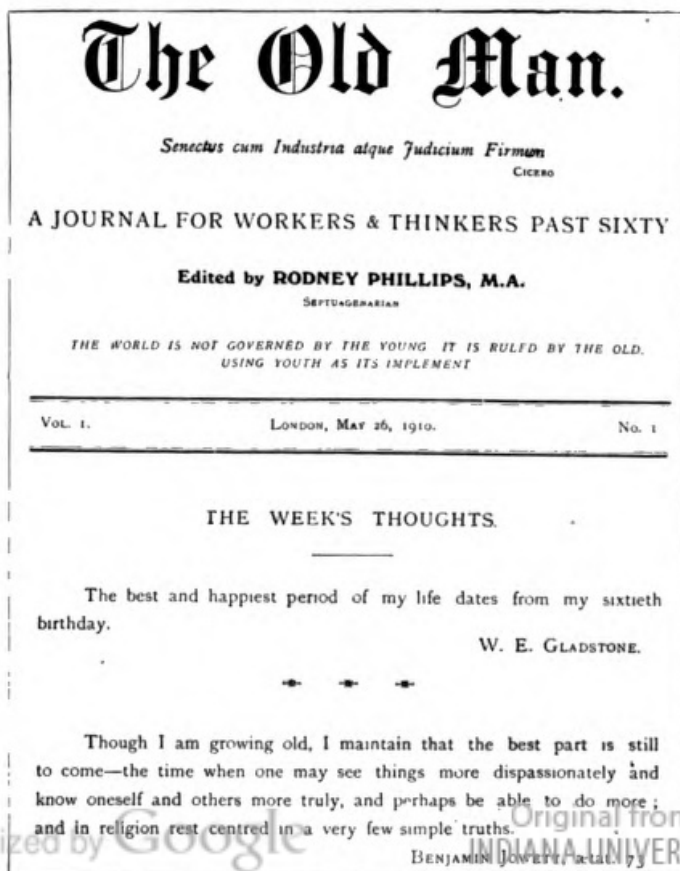 The Old Man.
Senectus cum Industria atque Judicium Firmum
CICERO
A JOURNAL FOR WORKERS & THINKERS PAST SIXTY
Edited by RODNEY PHILLIPS, M.A.
SEPTUAGENARIAN
THE WORLD IS NOT GOVERNED BY THE YOUNG IT IS RULED BY THE OLD,
USING YOUTH AS ITS IMPLEMENT
VOL. I. LONDON, MAY 26, 1910. No. 1
THE WEEK'S THOUGHTS.
The best and happiest period of my life dates from my sixtieth
birthday.
W. E. GLADSTONE.
Though I am growing old, I maintain that the best part is still
to come—the time when one may see things more dispassionately and
know oneself and others more truly, and perhaps be able to do more;
and in religion rest centred in a very few simple truths.
BENJAMIN JOWETT, ætat. 73
ized by Google
Original from
INDIANA UNIVER